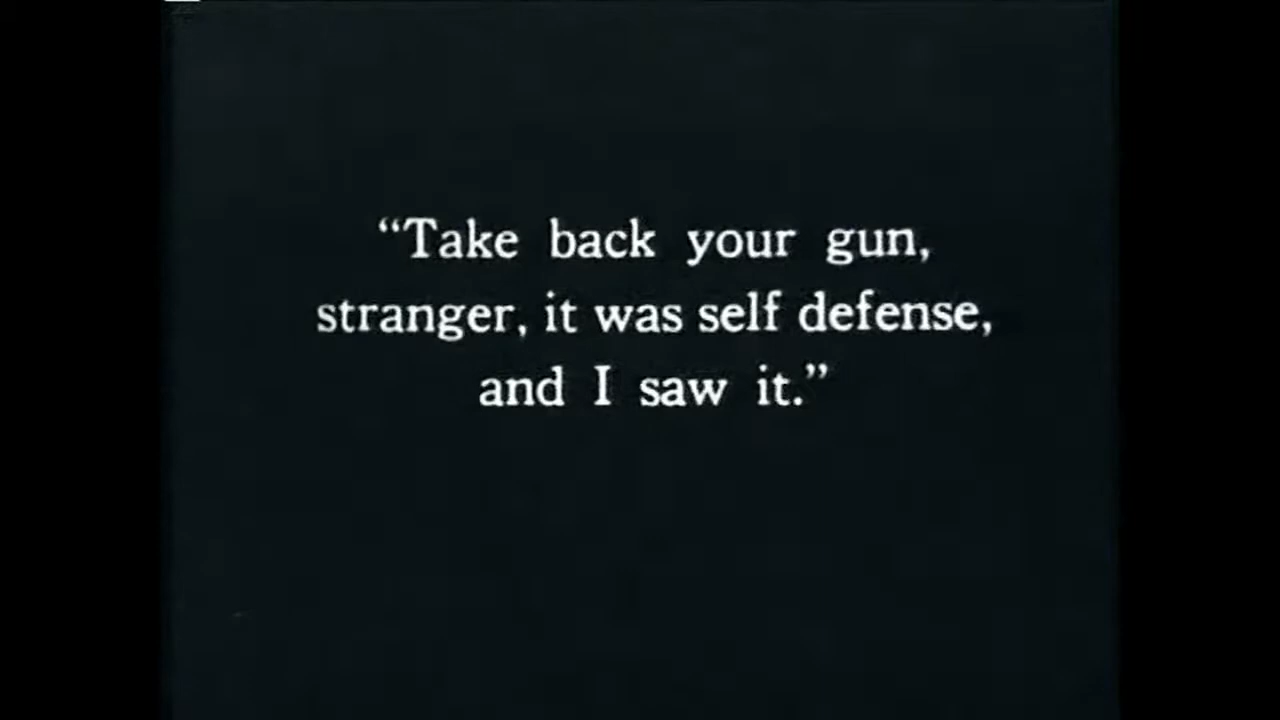 “Take back your gun,
stranger, it was self defense,
and I saw it.”